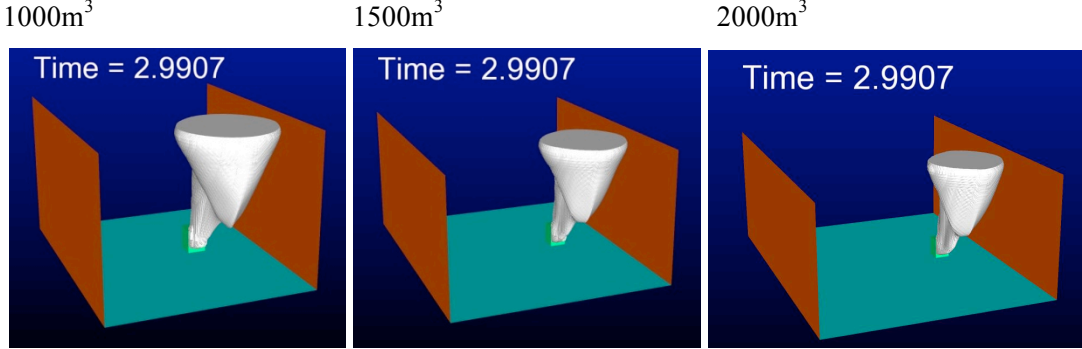 1000m³
1500m³
2000m³
Time = 2.9907
Time = 2.9907
Time = 2.9907